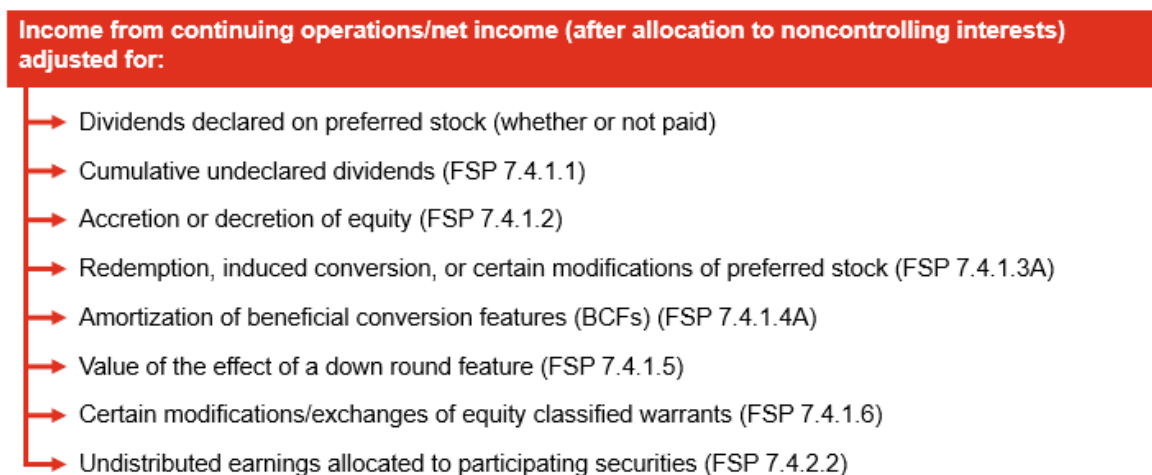 Income from continuing operations/net income (after allocation to noncontrolling interests)
adjusted for:
Dividends declared on preferred stock (whether or not paid)
Cumulative undeclared dividends (FSP 7.4.1.1)
Accretion or decretion of equity (FSP 7.4.1.2)
Redemption, induced conversion, or certain modifications of preferred stock (FSP 7.4.1.3A)
Amortization of beneficial conversion features (BCFs) (FSP 7.4.1.4A)
Value of the effect of a down round feature (FSP 7.4.1.5)
Certain modifications/exchanges of equity classified warrants (FSP 7.4.1.6)
Undistributed earnings allocated to participating securities (FSP 7.4.2.2)